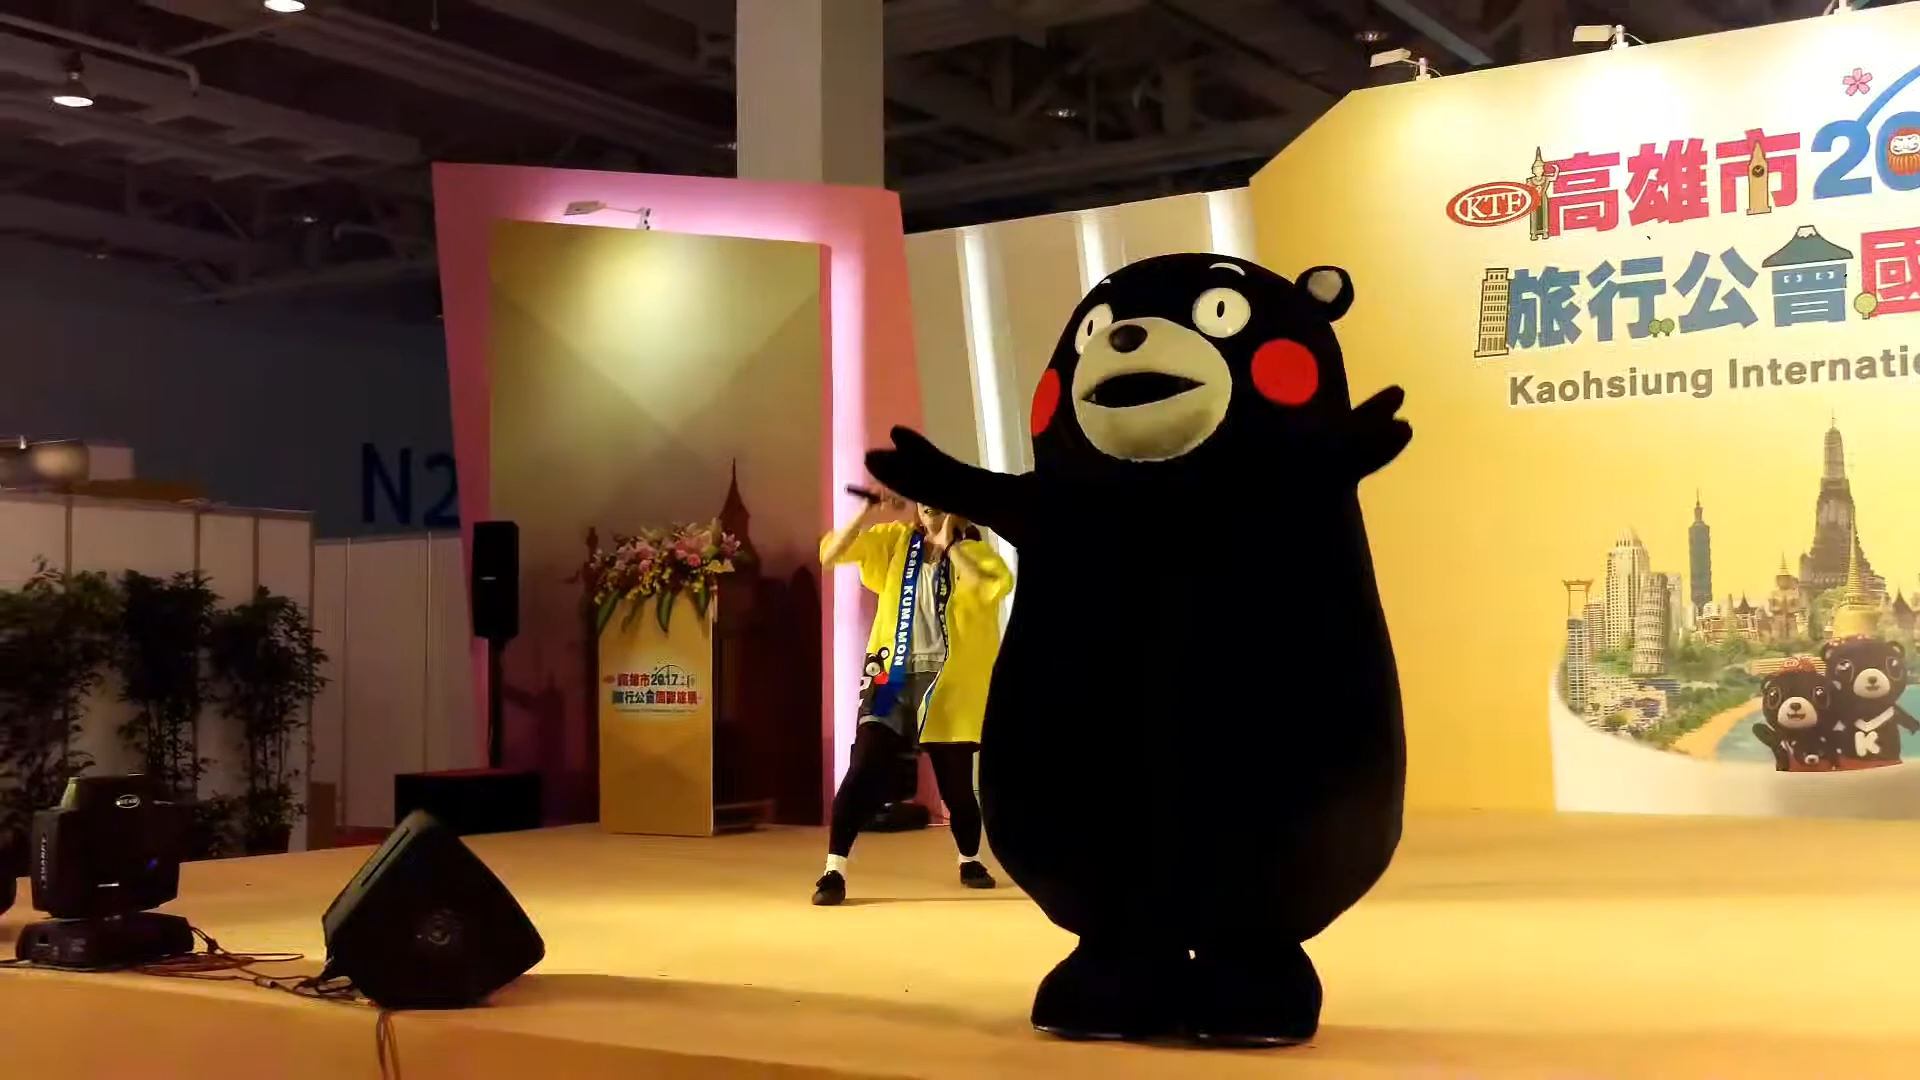 KTF 高雄市20
旅行公會國
Kaohsiung Internatio
N2
Team KUMAMON
高雄市2017
旅行公會國際旅展
K